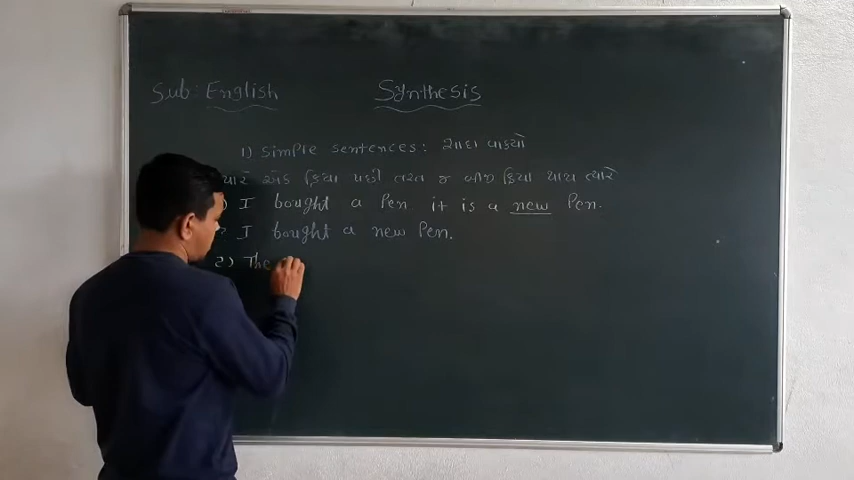 Sub: English Synthesis
1) Simple sentences: સાદા વાક્યો
યારે એક ક્રિયા પછી તરત જ બીજી ક્રિયા થાય ત્યારે
) I bought a Pen it is a new Pen.
I bought a new Pen.
2) The